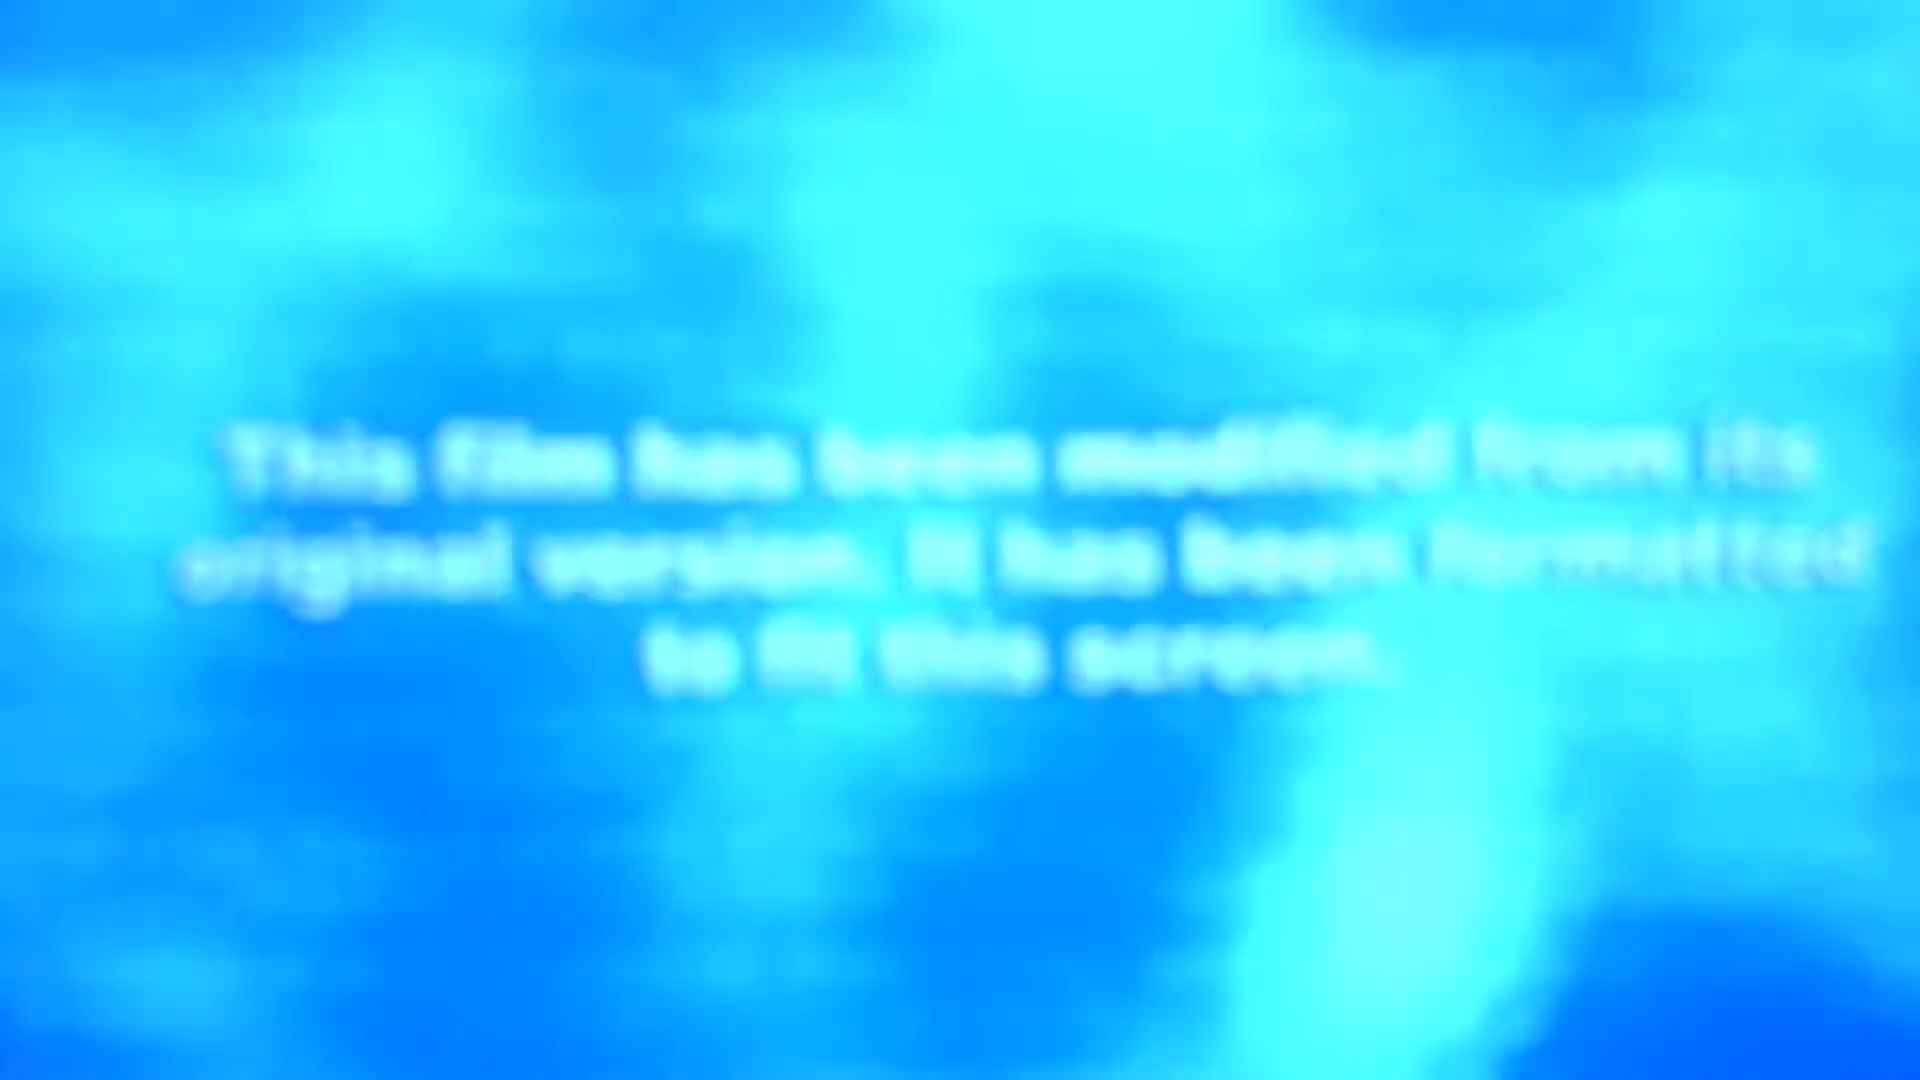 This film has been modified from its
original version. It has been formatted
to fit this screen.